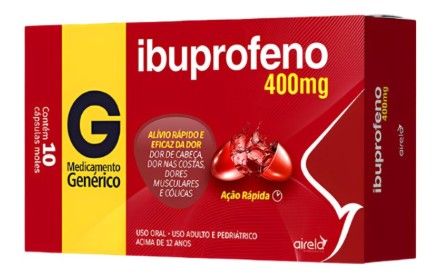 ibuprofeno
400mg
Contém 10
cápsulas moles
G
Medicamento
Genérico
ALÍVIO RÁPIDO E
EFICAZ DA DOR
DOR DE CABEÇA,
DOR NAS COSTAS,
DORES
MUSCULARES
E CÓLICAS
Ação Rápida
USO ORAL - USO ADULTO E PEDRIÁTRICO
ACIMA DE 12 ANOS
airela
ibuprofeno
400mg
airela